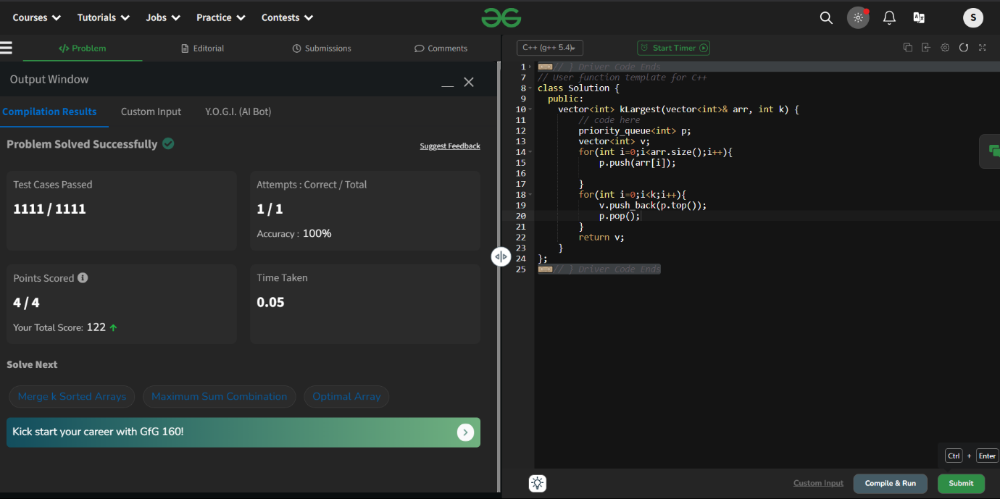 Courses Tutorials Jobs Practice Contests S
Problem Editorial Submissions Comments
Output Window
Compilation Results Custom Input Y.O.G.I. (AI Bot)
Problem Solved Successfully
Suggest Feedback
Test Cases Passed
1111 / 1111
Attempts : Correct / Total
1 / 1
Accuracy : 100%
Points Scored
4 / 4
Your Total Score: 122
Time Taken
0.05
Solve Next
Merge k Sorted Arrays Maximum Sum Combination Optimal Array
Kick start your career with GfG 160!
C++ (g++ 5.4) Start Timer
1 // } Driver Code Ends
7 // User function template for C++
8 class Solution {
9 public:
10 vector<int> kLargest(vector<int>& arr, int k) {
11 // code here
12 priority_queue<int> p;
13 vector<int> v;
14 for(int i=0;i<arr.size();i++){
15 p.push(arr[i]);
16
17 }
18 for(int i=0;i<k;i++){
19 v.push_back(p.top());
20 p.pop();
21 }
22 return v;
23 }
24 };
25 // } Driver Code Ends
Ctrl + Enter
Custom Input Compile & Run Submit